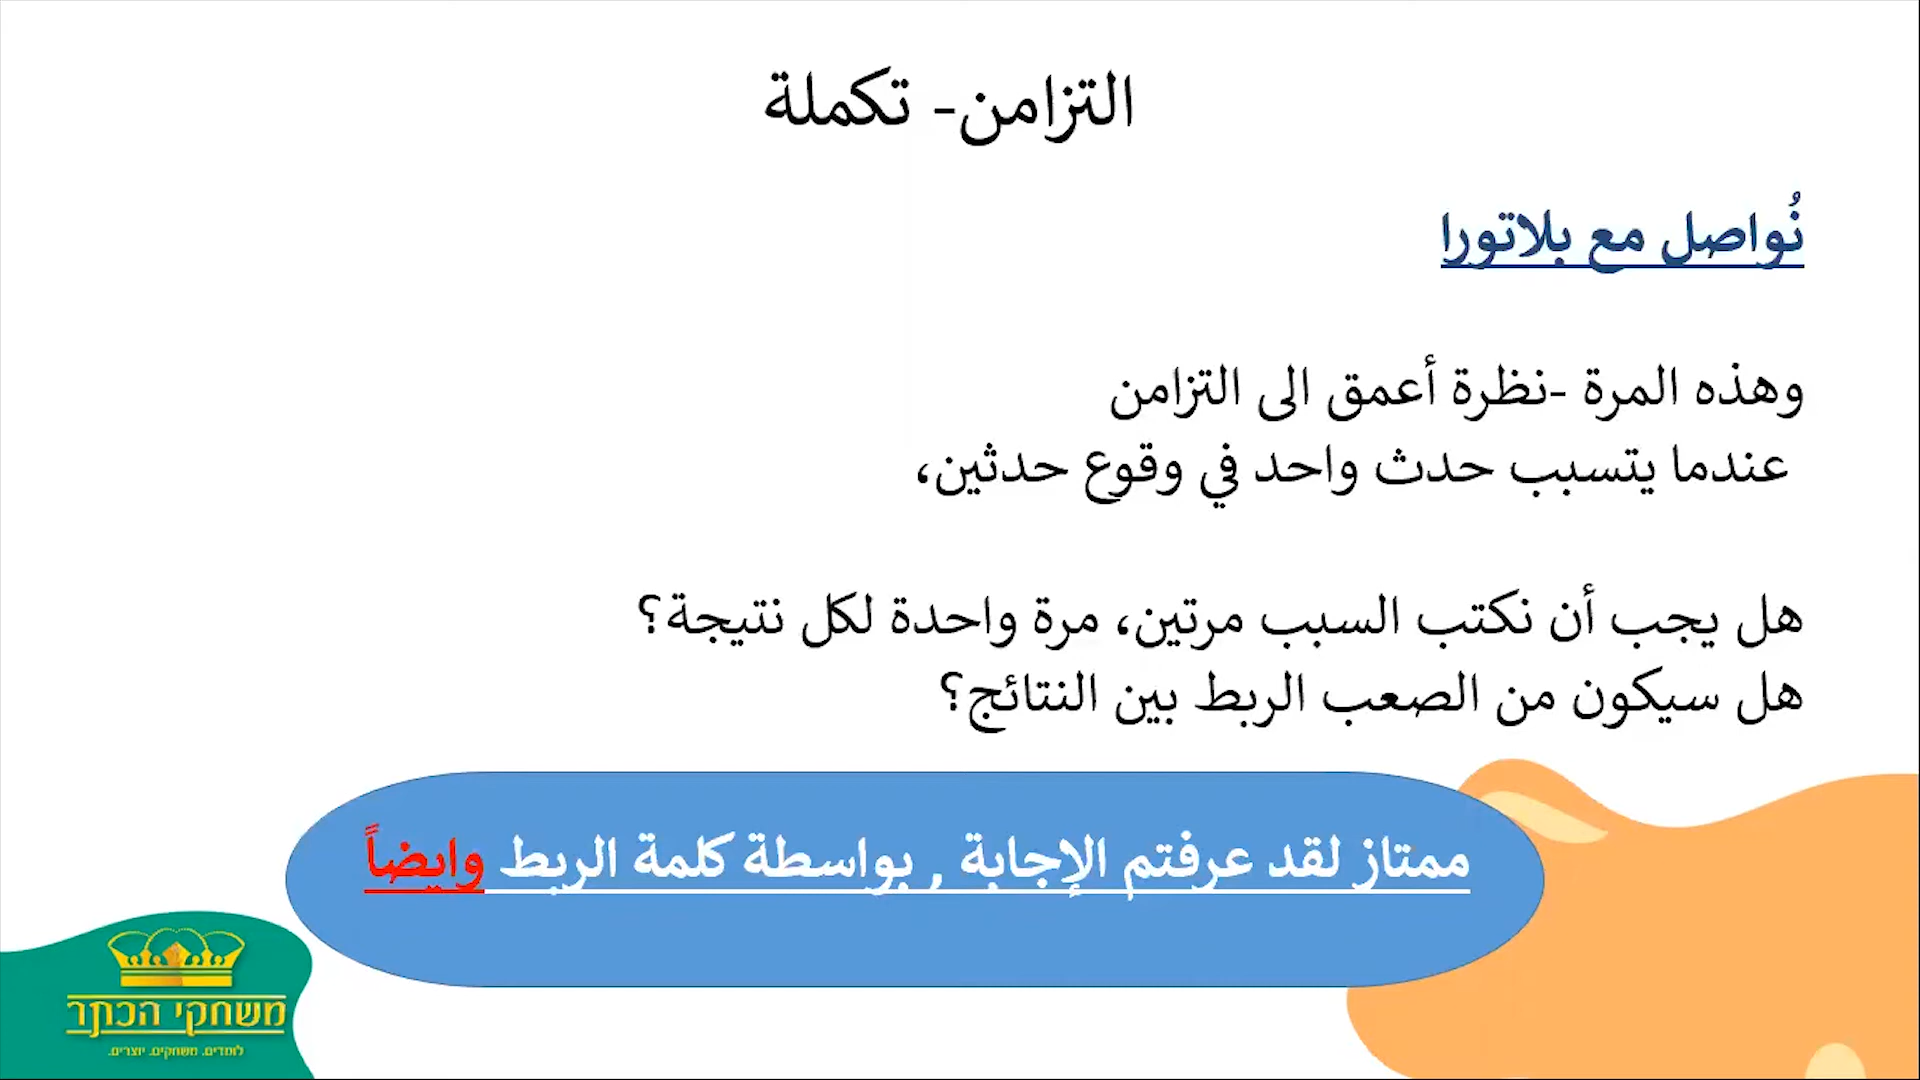 التزامن- تكملة
نُواصل مع بلاتورا
وهذه المرة -نظرة أعمق الى التزامن
عندما يتسبب حدث واحد في وقوع حدثين،
هل يجب أن نكتب السبب مرتين، مرة واحدة لكل نتيجة؟
هل سيكون من الصعب الربط بين النتائج؟
ممتاز لقد عرفتم الإجابة , بواسطة كلمة الربط وايضاً
משחקי הכתר
לומדים. משחקים. יוצרים.